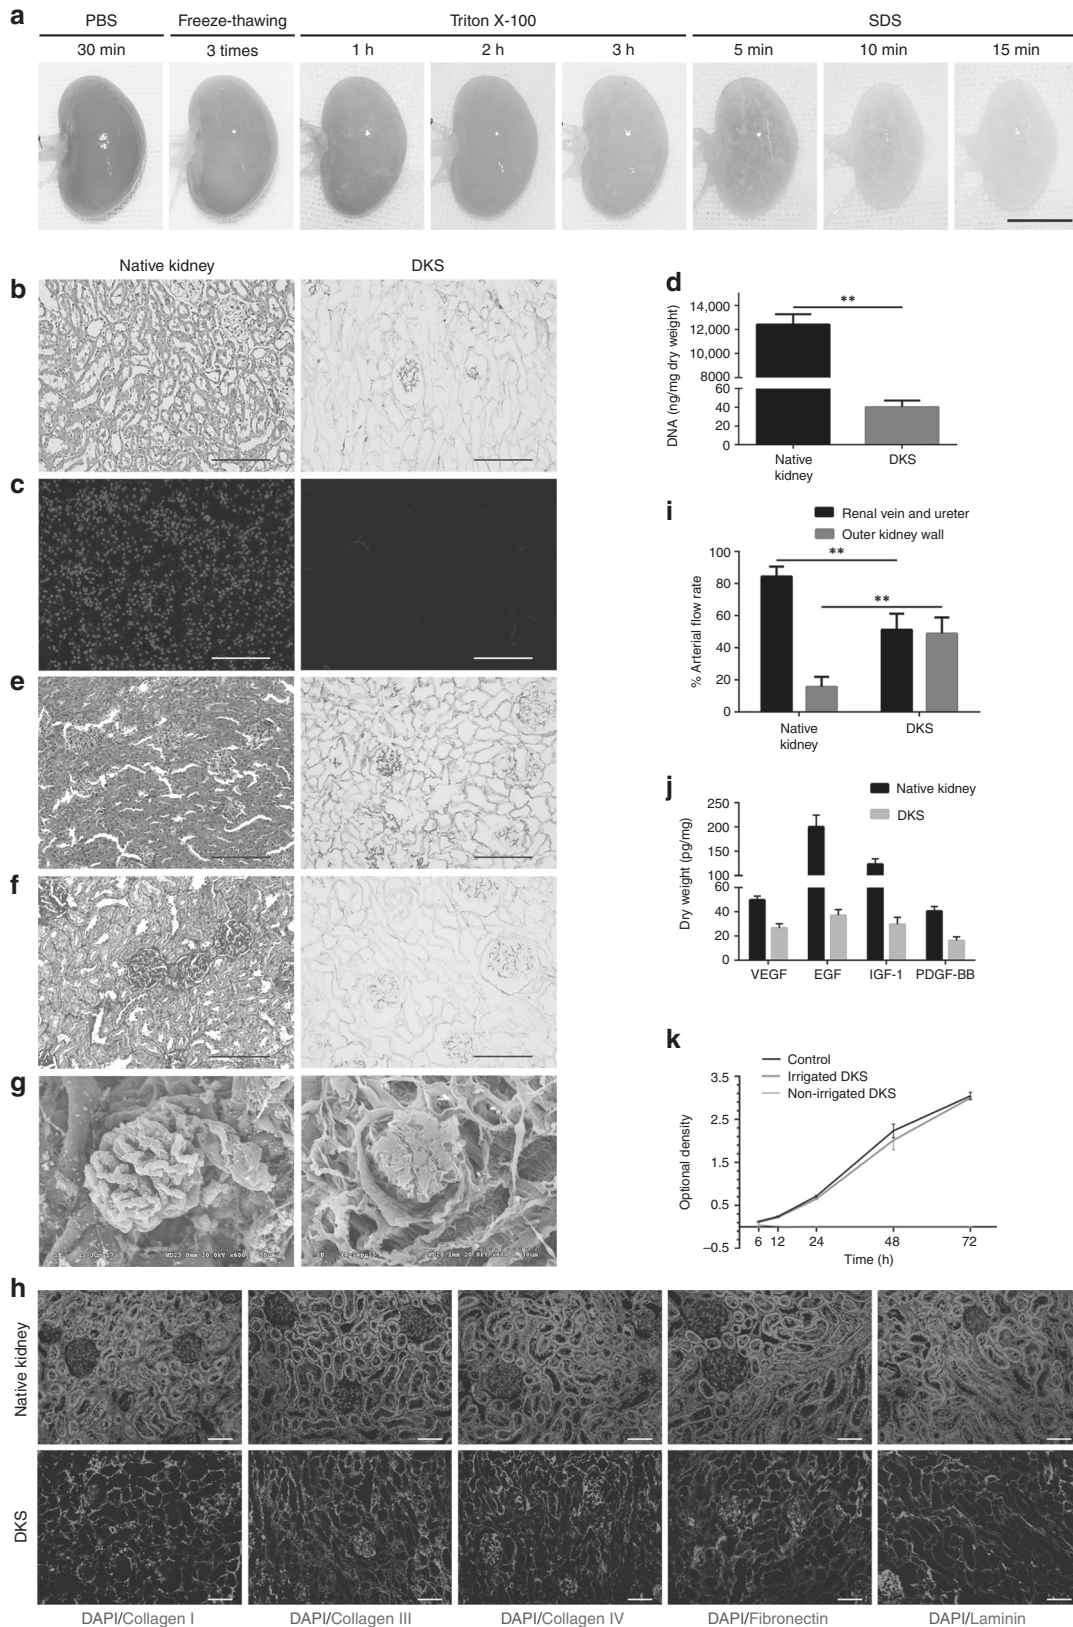 a
PBS
Freeze-thawing
Triton X-100
SDS
30 min
3 times
1 h
2 h
3 h
5 min
10 min
15 min
Native kidney
DKS
b
c
e
f
g
d
14,000
12,000
10,000
8000
60
40
20
0
DNA (ng/mg dry weight)
**
Native
kidney
DKS
i
Renal vein and ureter
Outer kidney wall
100
80
60
40
20
0
% Arterial flow rate
**
**
Native
kidney
DKS
j
Native kidney
DKS
250
200
150
100
60
40
20
0
Dry weight (pg/mg)
VEGF
EGF
IGF-1
PDGF-BB
k
Control
Irrigated DKS
Non-irrigated DKS
3.5
2.5
1.5
0.5
–0.5
Optional density
6 12 24 48 72
Time (h)
h
Native kidney
DKS
DAPI/Collagen I
DAPI/Collagen III
DAPI/Collagen IV
DAPI/Fibronectin
DAPI/Laminin